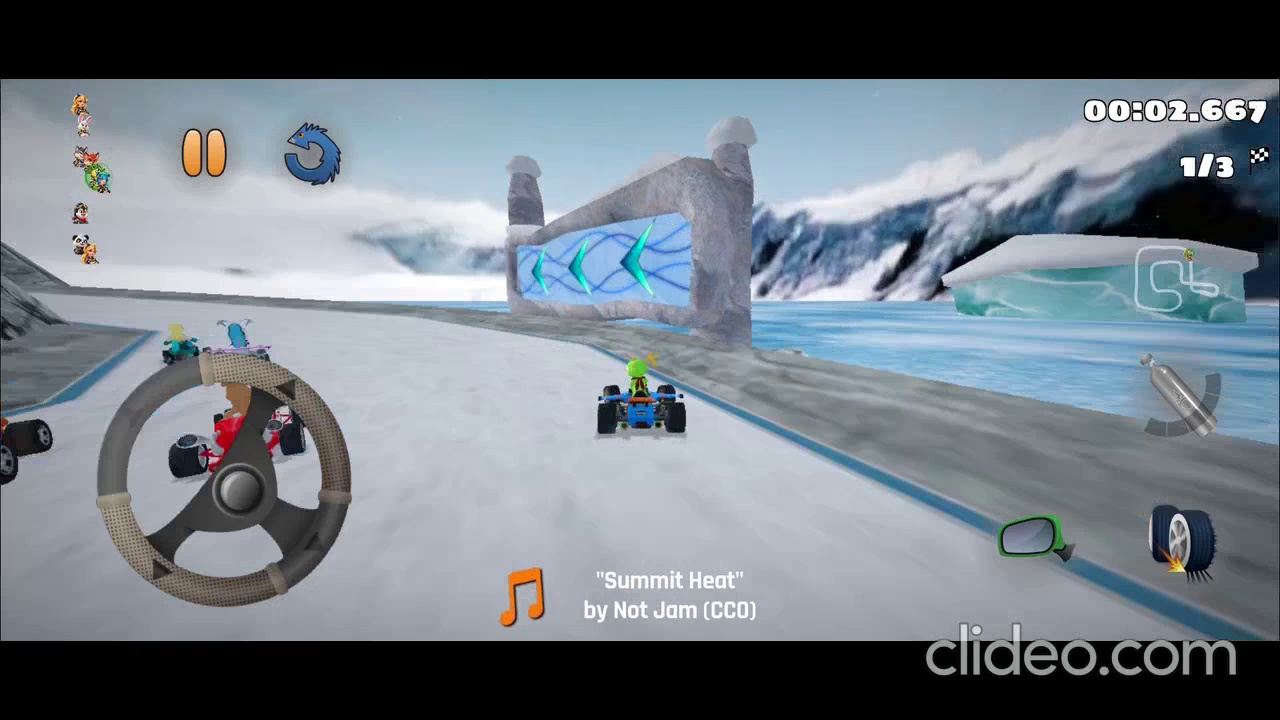 00:02.667
1/3
"Summit Heat"
by Not Jam (CC0)
clideo.com